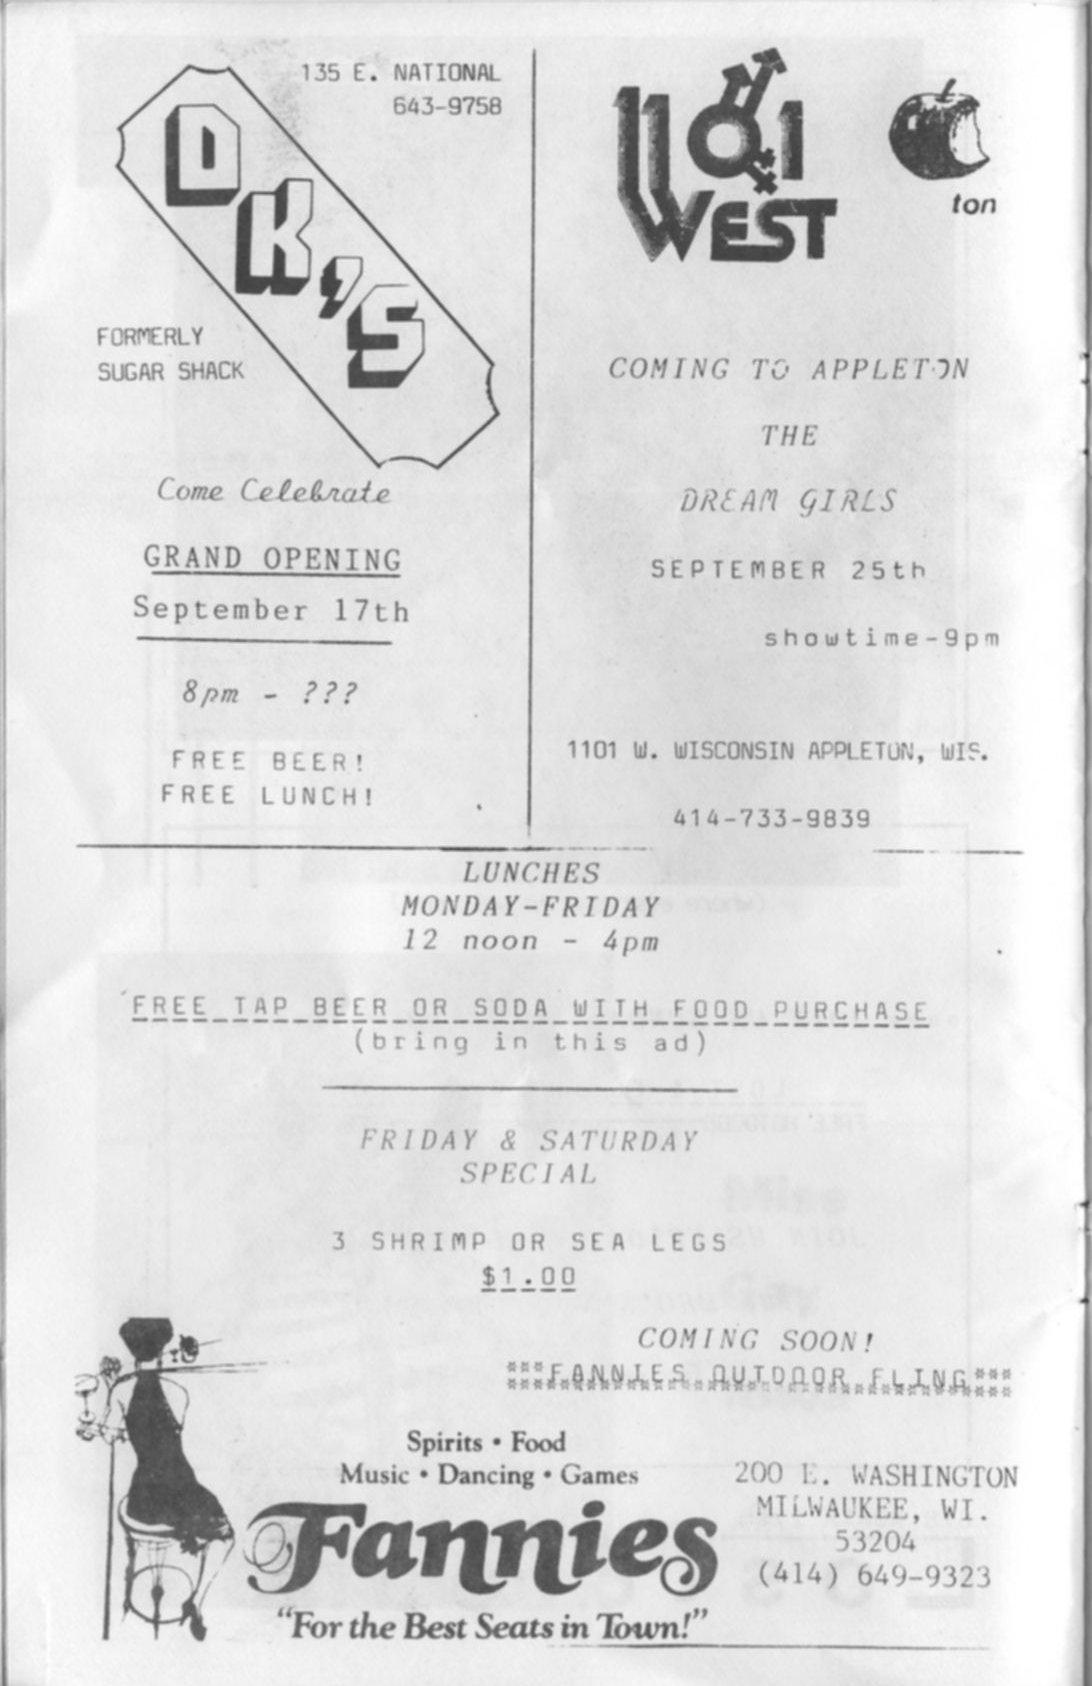 135 E. NATIONAL
643-9758
DK's
FORMERLY
SUGAR SHACK
Come Celebrate
GRAND OPENING
September 17th
8pm - ???
FREE BEER!
FREE LUNCH!
1101
WEST
ton
COMING TO APPLETON
THE
DREAM GIRLS
SEPTEMBER 25th
showtime-9pm
1101 W. WISCONSIN APPLETON, WIS.
414-733-9839
LUNCHES
MONDAY-FRIDAY
12 noon - 4pm
FREE TAP BEER OR SODA WITH FOOD PURCHASE
(bring in this ad)
FRIDAY & SATURDAY
SPECIAL
3 SHRIMP OR SEA LEGS
$1.00
COMING SOON!
***FANNIES OUTDOOR FLING***
Spirits • Food
Music • Dancing • Games
Fannies
"For the Best Seats in Town!"
200 E. WASHINGTON
MILWAUKEE, WI.
53204
(414) 649-9323